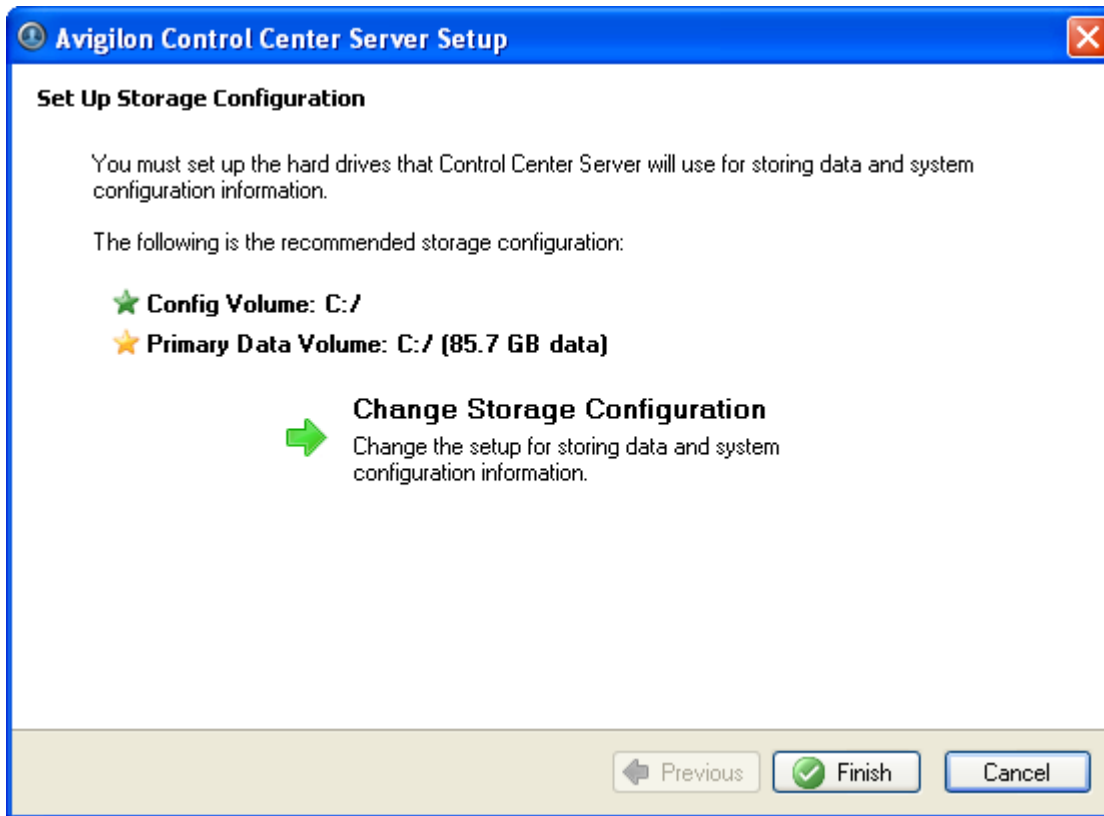 Avigilon Control Center Server Setup
Set Up Storage Configuration
You must set up the hard drives that Control Center Server will use for storing data and system
configuration information.
The following is the recommended storage configuration:
Config Volume: C:/
Primary Data Volume: C:/ (85.7 GB data)
Change Storage Configuration
Change the setup for storing data and system
configuration information.
Previous
Finish
Cancel